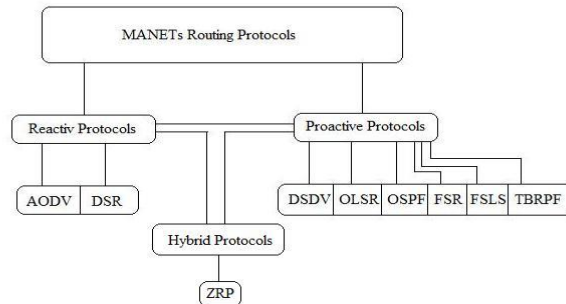 MANETs Routing Protocols
Reactiv Protocols
Proactive Protocols
AODV DSR
DSDV OLSR OSPF FSR FSLS TBRPF
Hybrid Protocols
ZRP